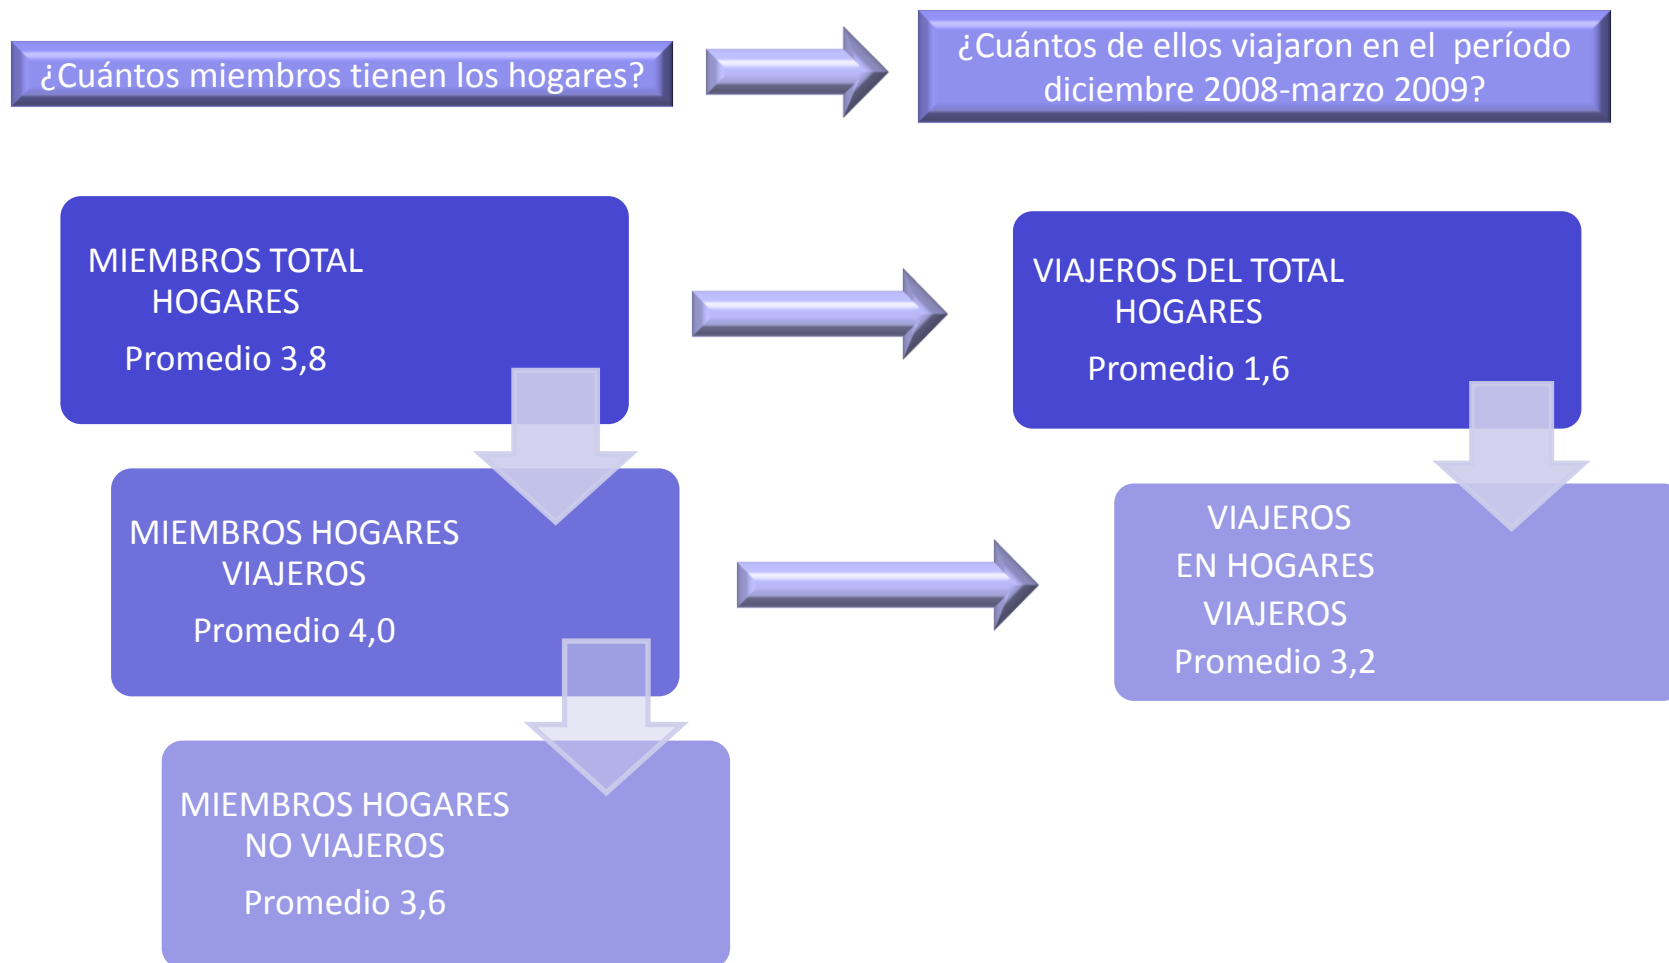 ¿Cuántos miembros tienen los hogares?
¿Cuántos de ellos viajaron en el período
diciembre 2008-marzo 2009?
MIEMBROS TOTAL
HOGARES
Promedio 3,8
VIAJEROS DEL TOTAL
HOGARES
Promedio 1,6
MIEMBROS HOGARES
VIAJEROS
Promedio 4,0
VIAJEROS
EN HOGARES
VIAJEROS
Promedio 3,2
MIEMBROS HOGARES
NO VIAJEROS
Promedio 3,6